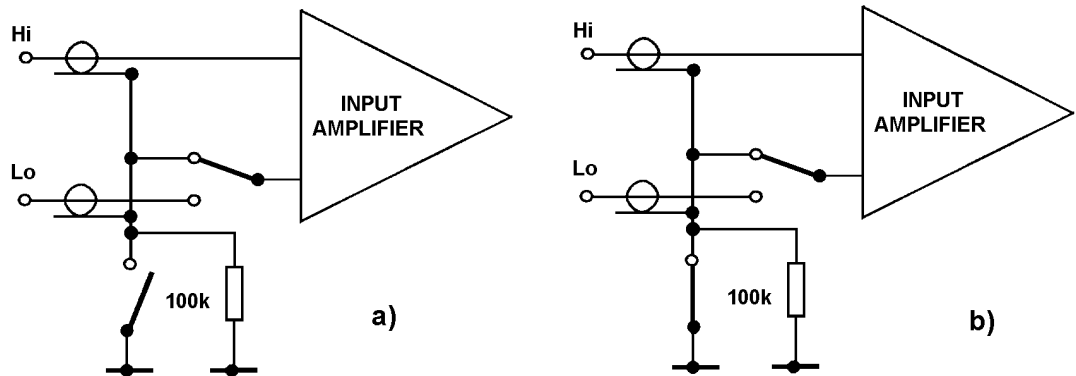 Hi
INPUT
AMPLIFIER
Lo
100k
a)
Hi
INPUT
AMPLIFIER
Lo
100k
b)